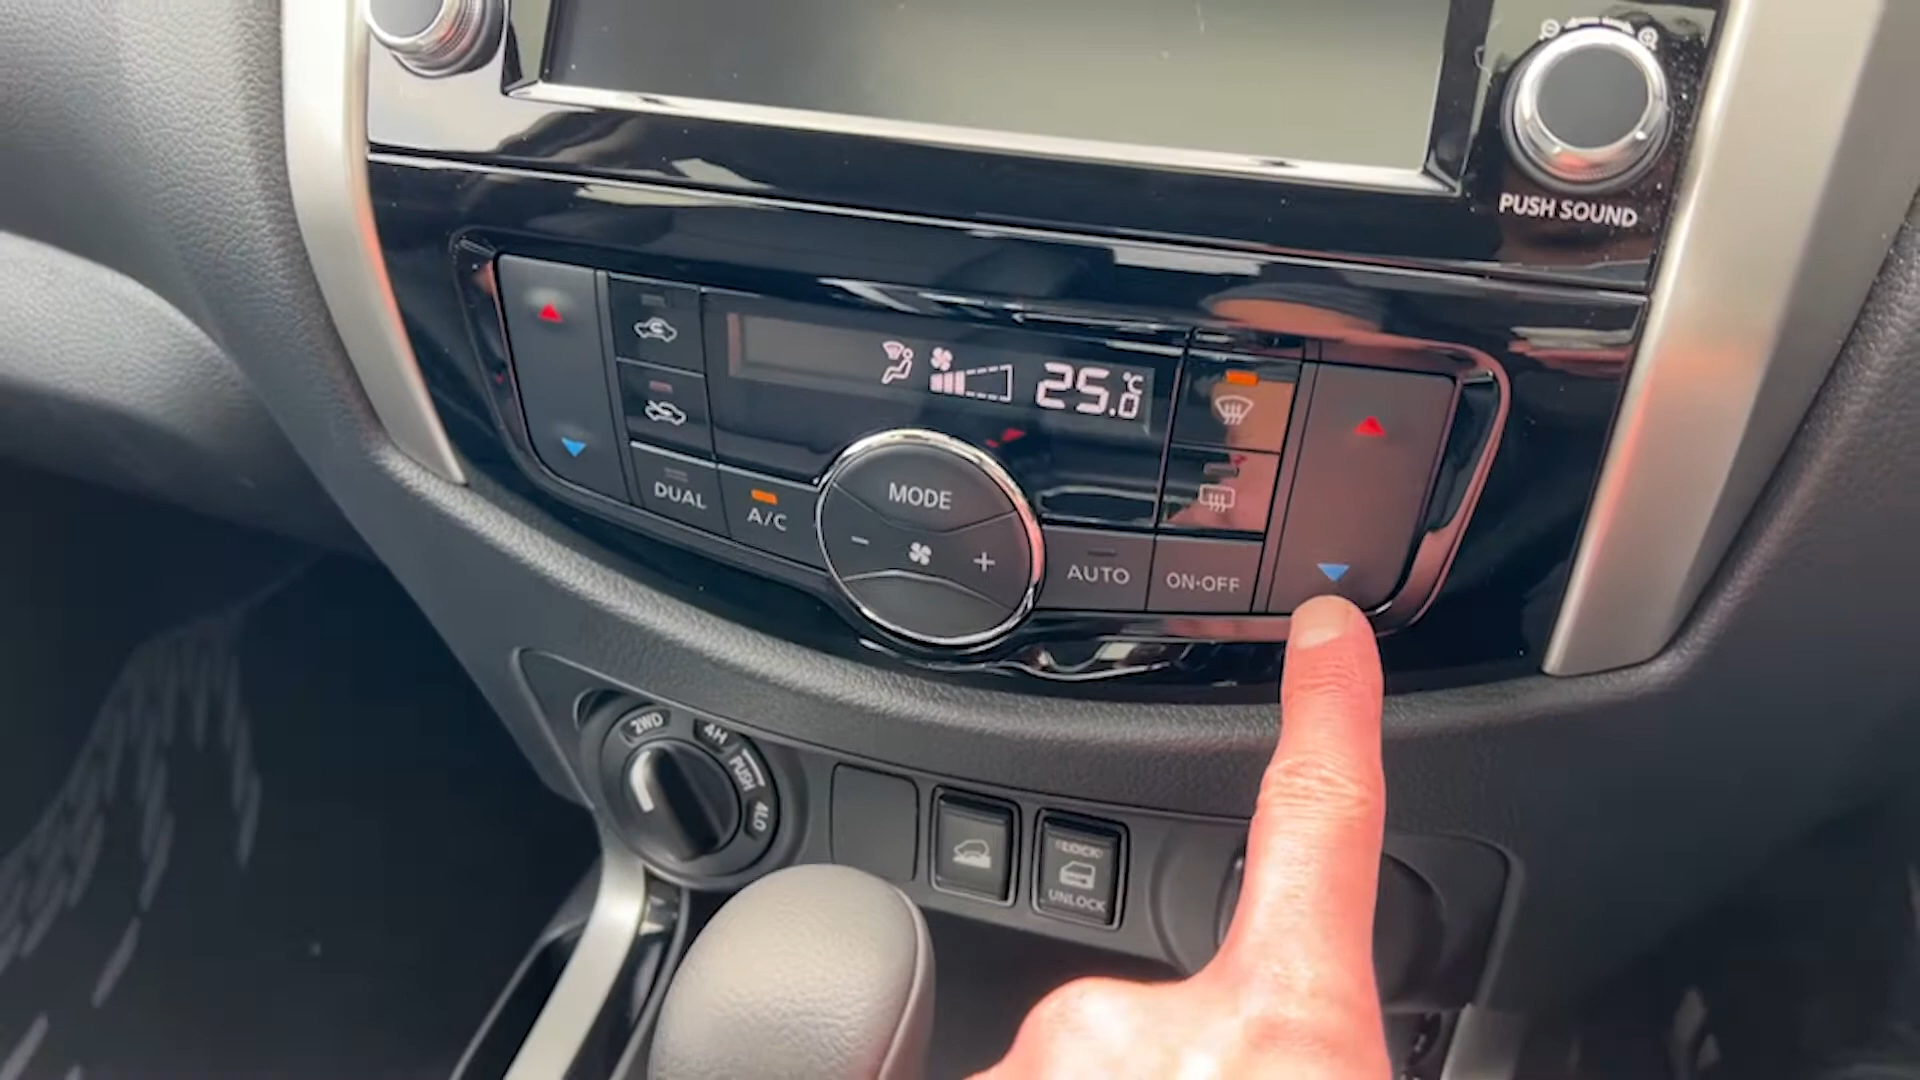 PUSH SOUND
25.0°C
DUAL
A/C
MODE
AUTO
ON•OFF
2WD
4H
PUSH
4LO
LOCK
UNLOCK